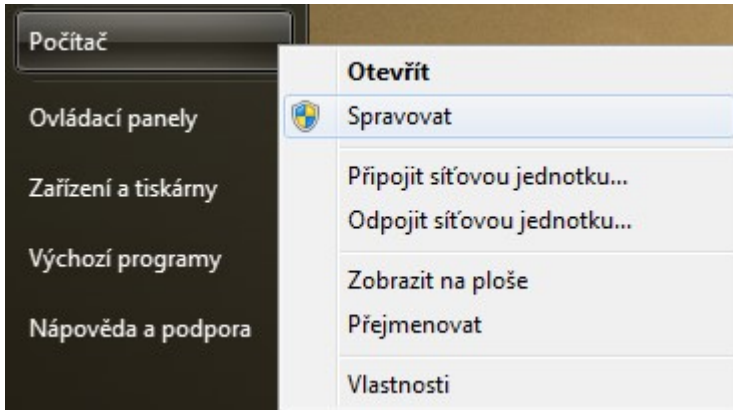 Počítač
Ovládací panely
Zařízení a tiskárny
Výchozí programy
Nápověda a podpora
Otevřít
Spravovat
Připojit síťovou jednotku...
Odpojit síťovou jednotku...
Zobrazit na ploše
Přejmenovat
Vlastnosti